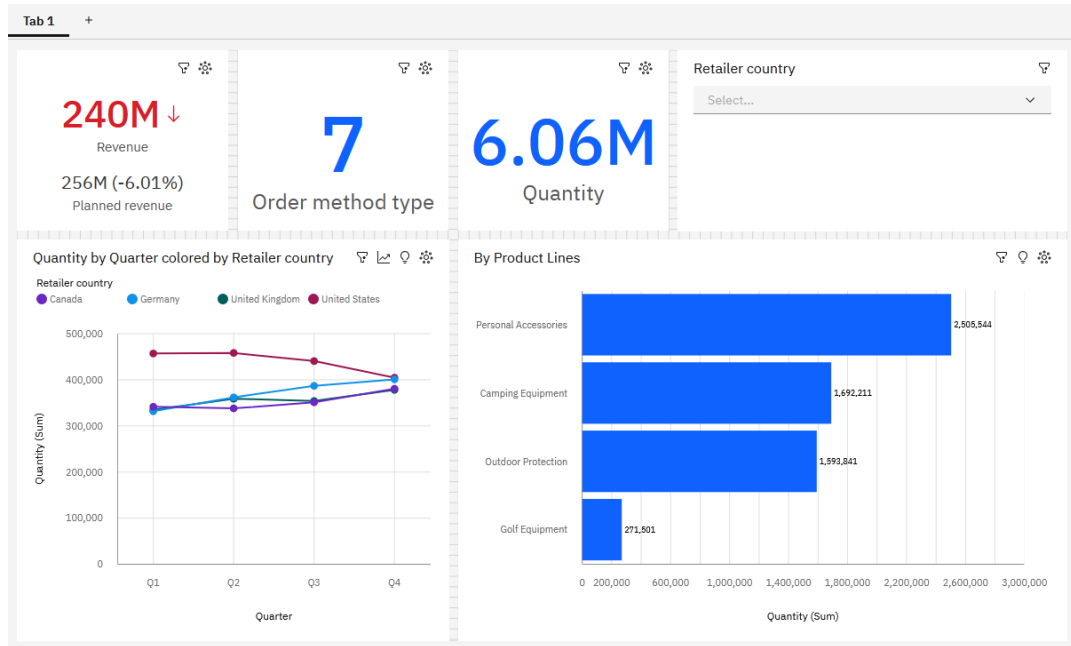 Tab 1 +
240M ↓
Revenue
256M (-6.01%)
Planned revenue
7
Order method type
6.06M
Quantity
Retailer country
Select...
Quantity by Quarter colored by Retailer country
Retailer country
Canada Germany United Kingdom United States
500,000
400,000
300,000
200,000
100,000
0
Quantity (Sum)
Q1 Q2 Q3 Q4
Quarter
By Product Lines
Personal Accessories 2,505,544
Camping Equipment 1,692,211
Outdoor Protection 1,593,841
Golf Equipment 271,501
0 200,000 600,000 1,000,000 1,400,000 1,800,000 2,200,000 2,600,000 3,000,000
Quantity (Sum)